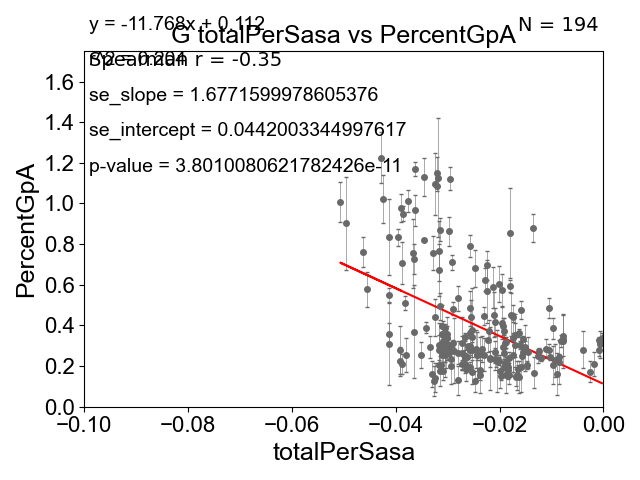 y = -11.768x + 0.112
N = 194
G totalPerSasa vs PercentGpA
Spearman r = -0.35
se_slope = 1.6771599978605376
se_intercept = 0.0442003344997617
p-value = 3.8010080621782426e-11
PercentGpA
1.6
1.4
1.2
1.0
0.8
0.6
0.4
0.2
0.0
−0.10 −0.08 −0.06 −0.04 −0.02 0.00
totalPerSasa